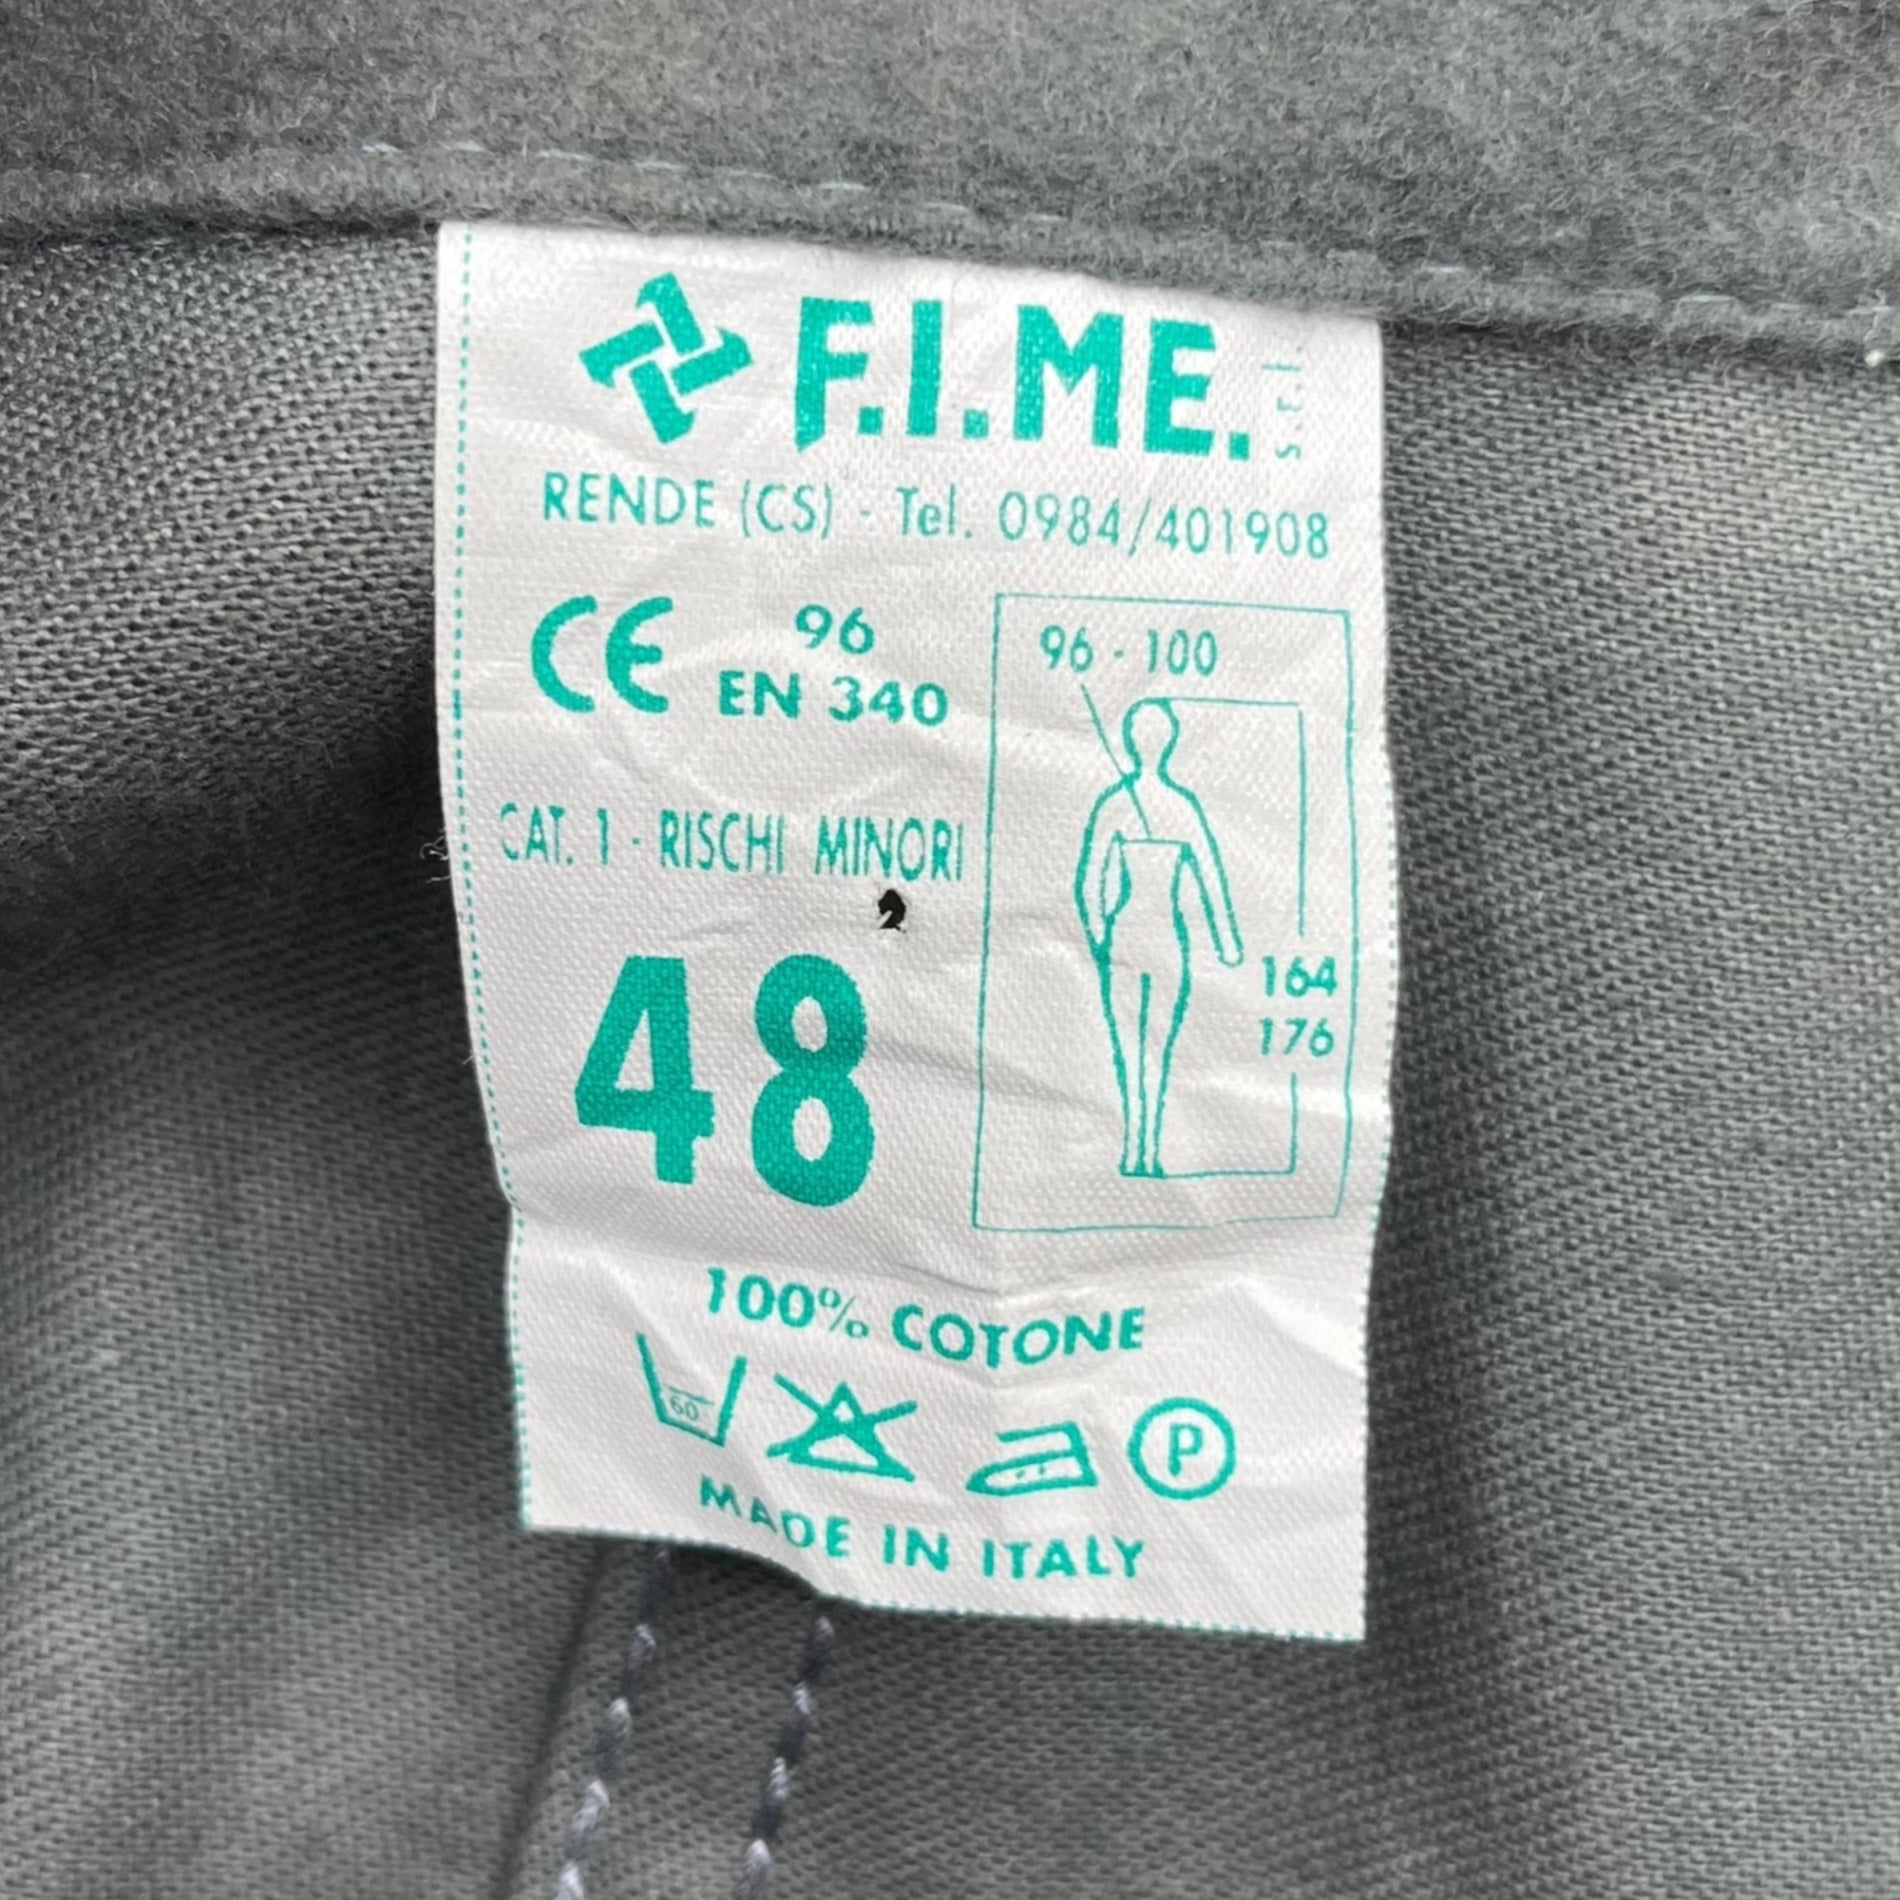 F.I.ME.
RENDE (CS) - Tel. 0984/401908
CE 96
EN 340
CAT. 1 - RISCHI MINORI
48
96 - 100
164
176
100% COTONE
60
P
MADE IN ITALY